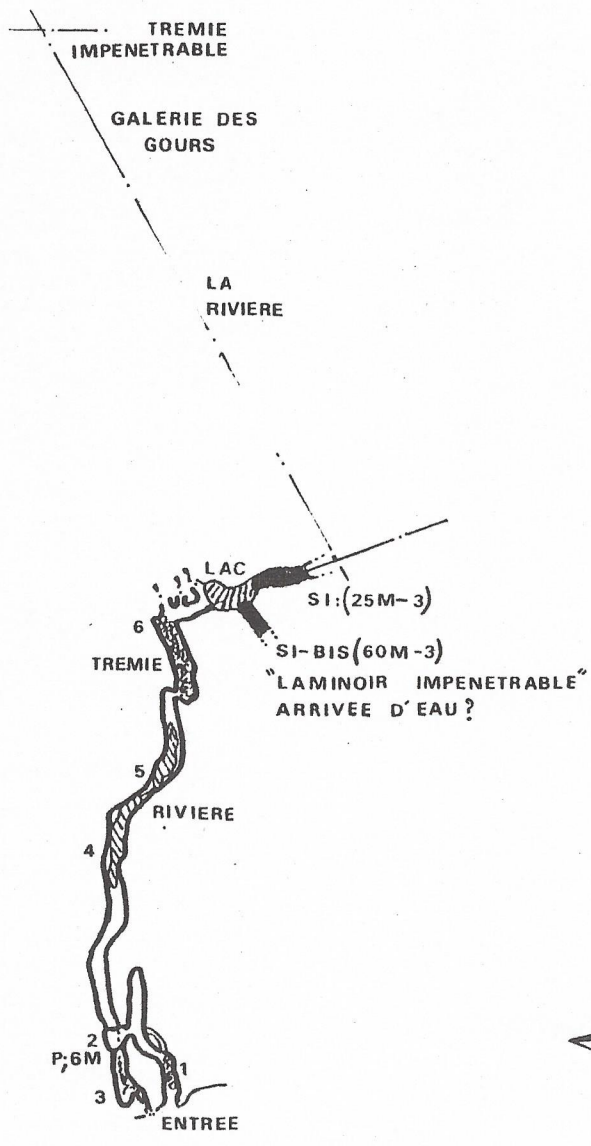 TREMIE
IMPENETRABLE
GALERIE DES
GOURS
LA
RIVIERE
LAC
SI:(25M-3)
6
SI-BIS(60M-3)
TREMIE
"LAMINOIR IMPENETRABLE"
ARRIVEE D'EAU?
5
RIVIERE
4
2
P;6M
1
3
ENTREE